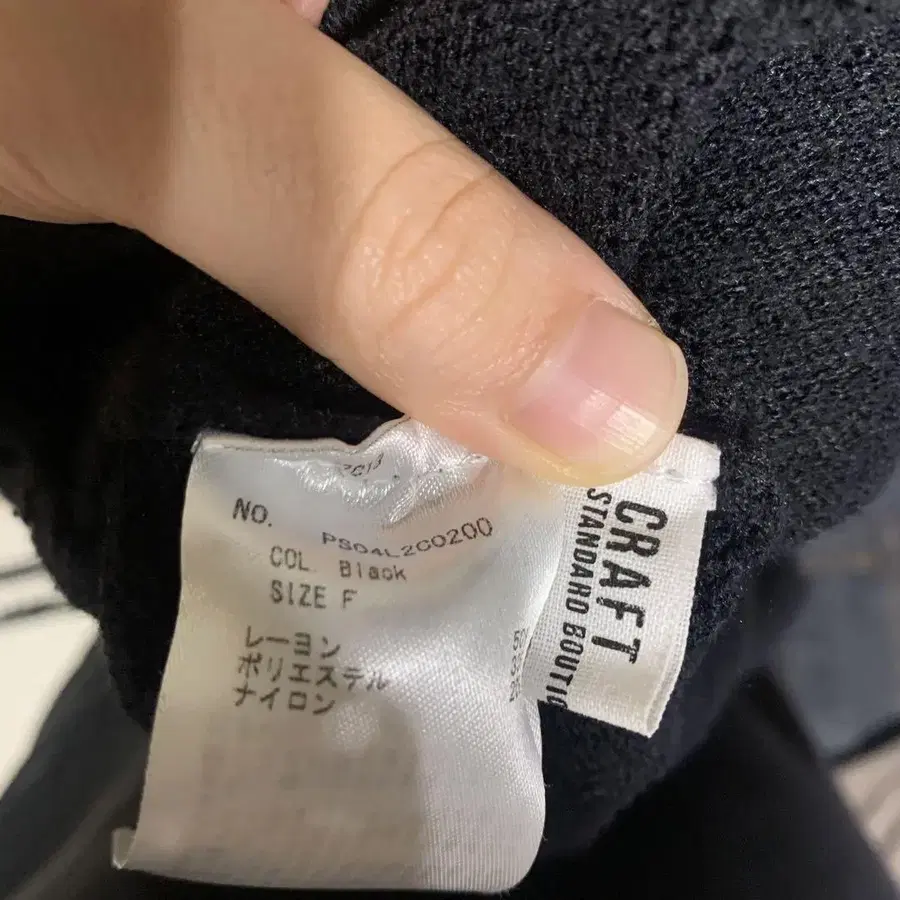 NO. PS04L2C0200
COL. Black
SIZE F
レーヨン
ポリエステル
ナイロン
CRAFT
STANDARD